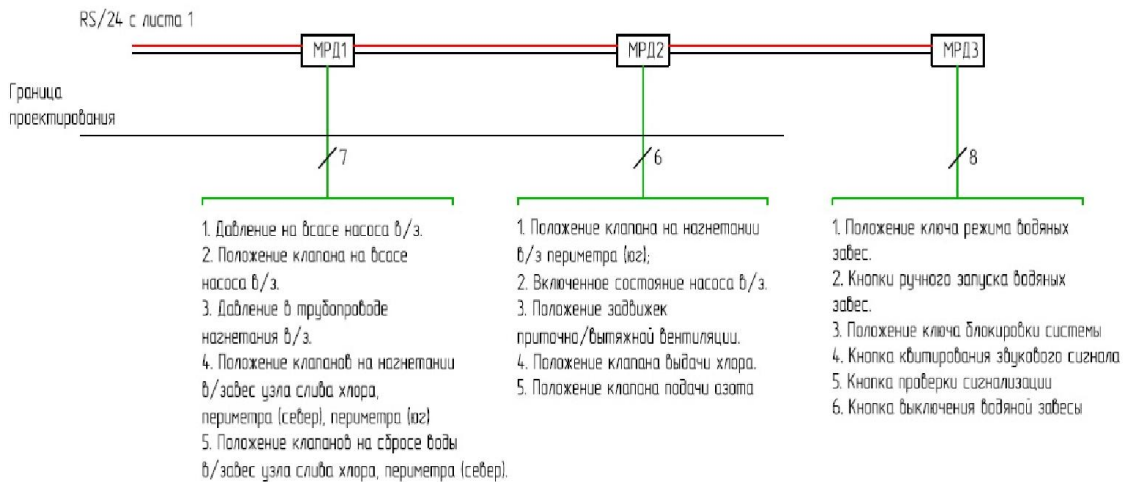 RS/24 с листа 1
МРД1
МРД2
МРД3
Граница
проектирования
7
6
8
1. Давление на всасе насоса в/з.
2. Положение клапана на всасе
насоса в/з.
3. Давление в трубопроводе
нагнетания в/з.
4. Положение клапанов на нагнетании
в/завес узла слива хлора,
периметра (север), периметра (юг)
5. Положение клапанов на сбросе воды
в/завес узла слива хлора, периметра (север).
1. Положение клапана на нагнетании
в/з периметра (юг);
2. Включенное состояние насоса в/з.
3. Положение задвижек
приточно/вытяжной вентиляции.
4. Положение клапана выдачи хлора.
5. Положение клапана подачи азота
1. Положение ключа режима водяных
завес.
2. Кнопки ручного запуска водяных
завес.
3. Положение ключа блокировки системы
4. Кнопка квитирования звукового сигнала
5. Кнопка проверки сигнализации
6. Кнопка выключения водяной завесы